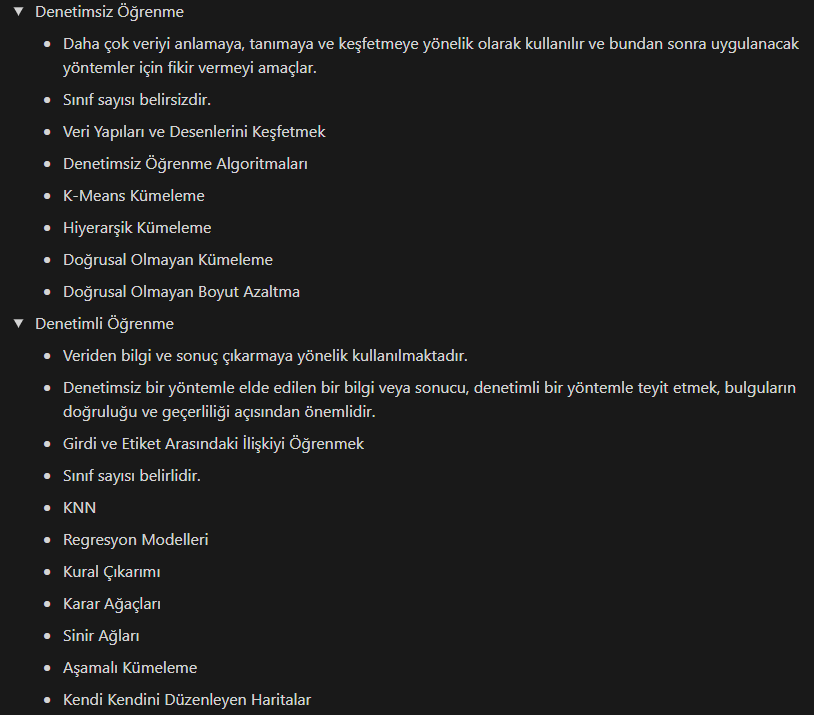 ▼ Denetimsiz Öğrenme
• Daha çok veriyi anlamaya, tanımaya ve keşfetmeye yönelik olarak kullanılır ve bundan sonra uygulanacak
yöntemler için fikir vermeyi amaçlar.
• Sınıf sayısı belirsizdir.
• Veri Yapıları ve Desenlerini Keşfetmek
• Denetimsiz Öğrenme Algoritmaları
• K-Means Kümeleme
• Hiyerarşik Kümeleme
• Doğrusal Olmayan Kümeleme
• Doğrusal Olmayan Boyut Azaltma
▼ Denetimli Öğrenme
• Veriden bilgi ve sonuç çıkarmaya yönelik kullanılmaktadır.
• Denetimsiz bir yöntemle elde edilen bir bilgi veya sonucu, denetimli bir yöntemle teyit etmek, bulguların
doğruluğu ve geçerliliği açısından önemlidir.
• Girdi ve Etiket Arasındaki İlişkiyi Öğrenmek
• Sınıf sayısı belirlidir.
• KNN
• Regresyon Modelleri
• Kural Çıkarımı
• Karar Ağaçları
• Sinir Ağları
• Aşamalı Kümeleme
• Kendi Kendini Düzenleyen Haritalar